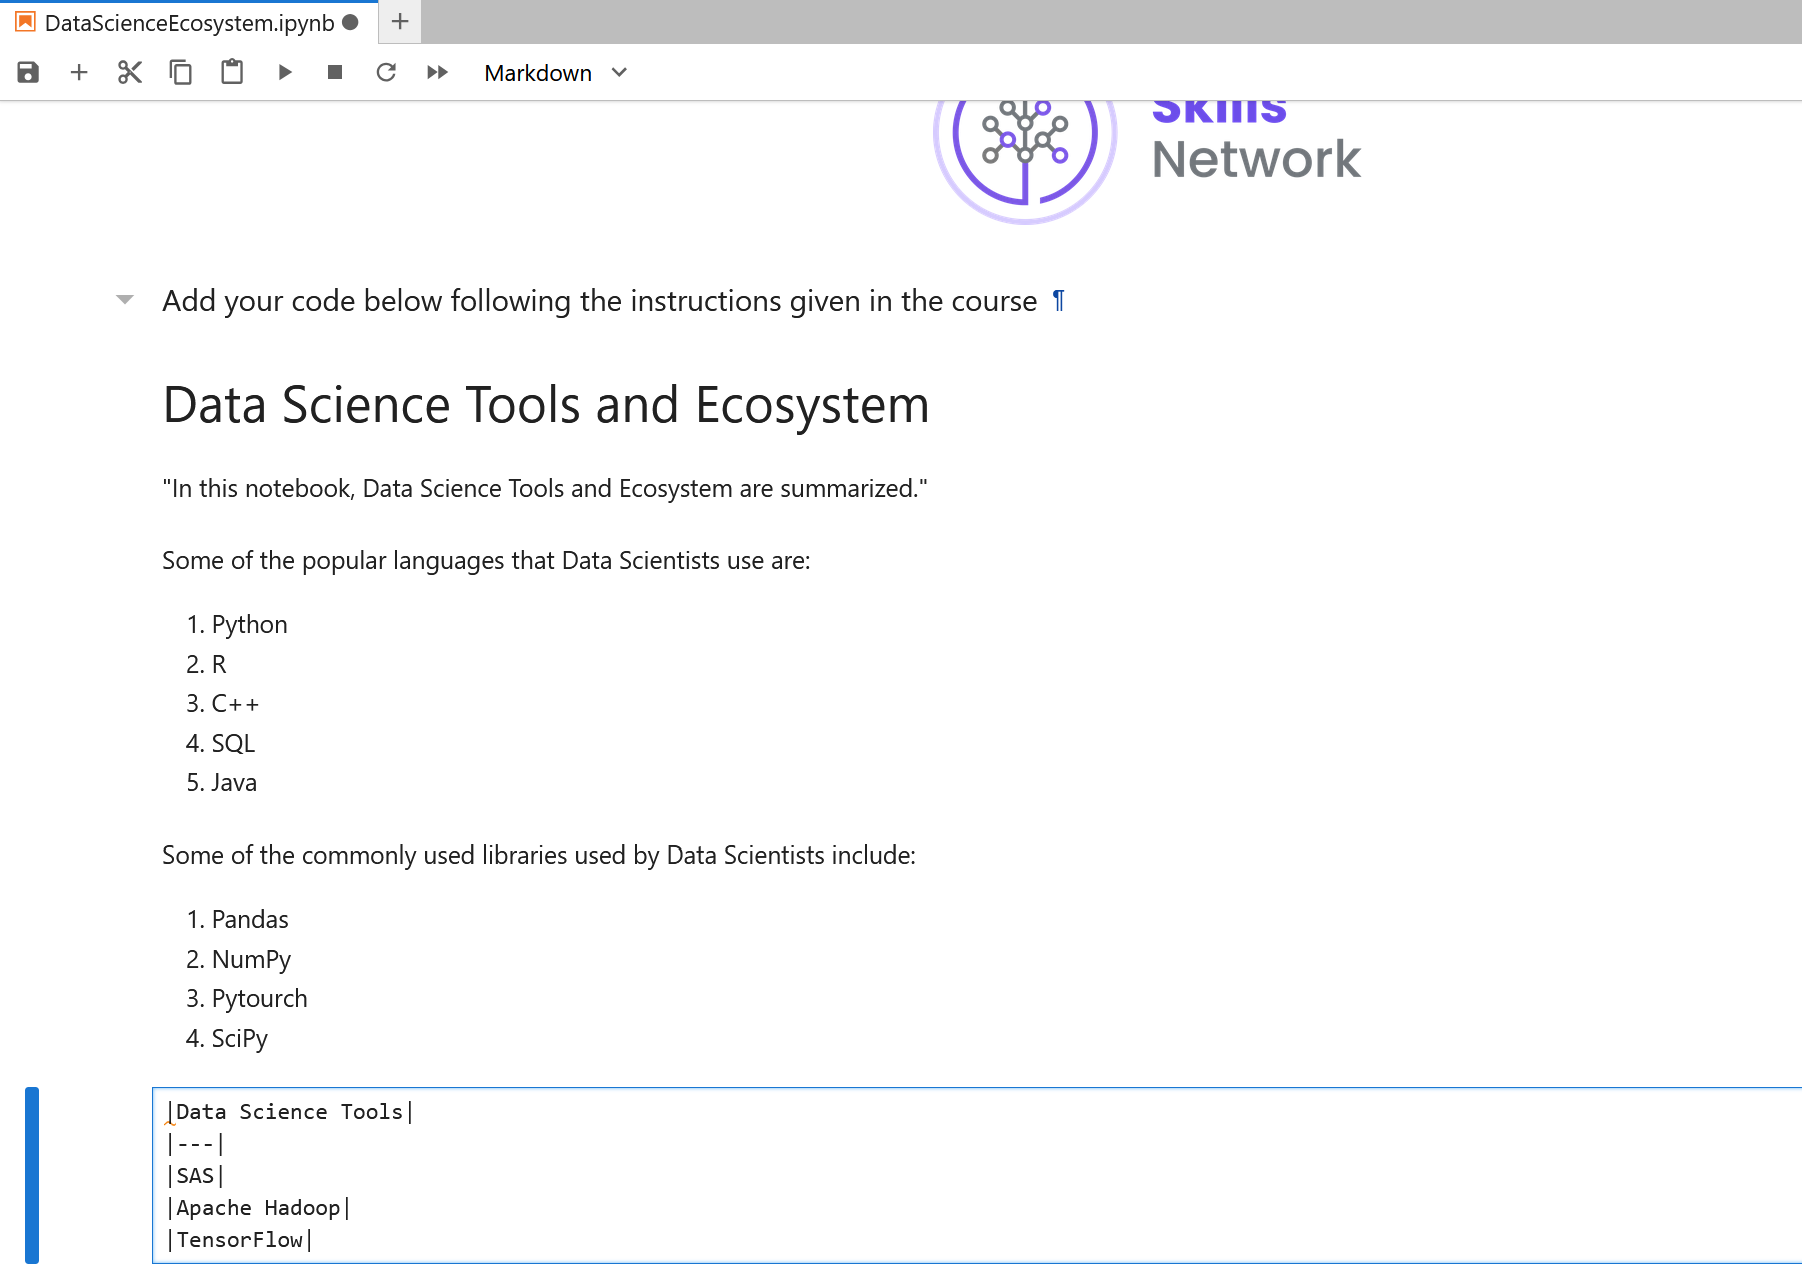 DataScienceEcosystem.ipynb
Markdown
Skills
Network
Add your code below following the instructions given in the course ¶
Data Science Tools and Ecosystem
"In this notebook, Data Science Tools and Ecosystem are summarized."
Some of the popular languages that Data Scientists use are:
1. Python
2. R
3. C++
4. SQL
5. Java
Some of the commonly used libraries used by Data Scientists include:
1. Pandas
2. NumPy
3. Pytourch
4. SciPy
|Data Science Tools|
|---|
|SAS|
|Apache Hadoop|
|TensorFlow|